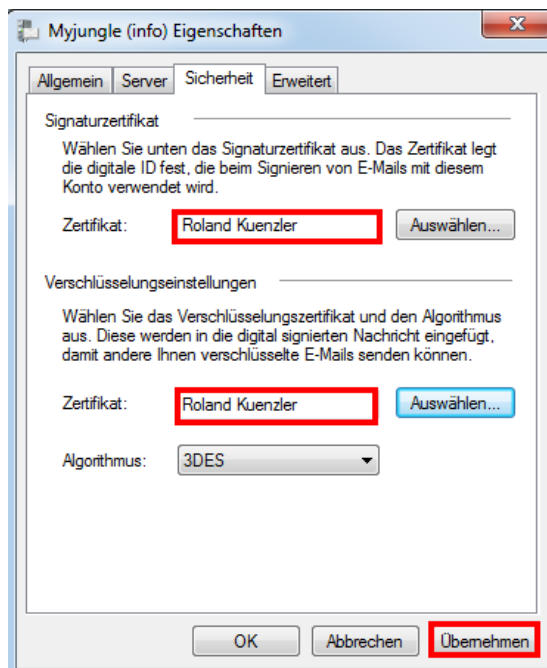 Myjungle (info) Eigenschaften
Allgemein Server Sicherheit Erweitert
Signaturzertifikat
Wählen Sie unten das Signaturzertifikat aus. Das Zertifikat legt
die digitale ID fest, die beim Signieren von E-Mails mit diesem
Konto verwendet wird.
Zertifikat: Roland Kuenzler Auswählen...
Verschlüsselungseinstellungen
Wählen Sie das Verschlüsselungszertifikat und den Algorithmus
aus. Diese werden in die digital signierten Nachricht eingefügt,
damit andere Ihnen verschlüsselte E-Mails senden können.
Zertifikat: Roland Kuenzler Auswählen...
Algorithmus: 3DES
OK Abbrechen Übernehmen